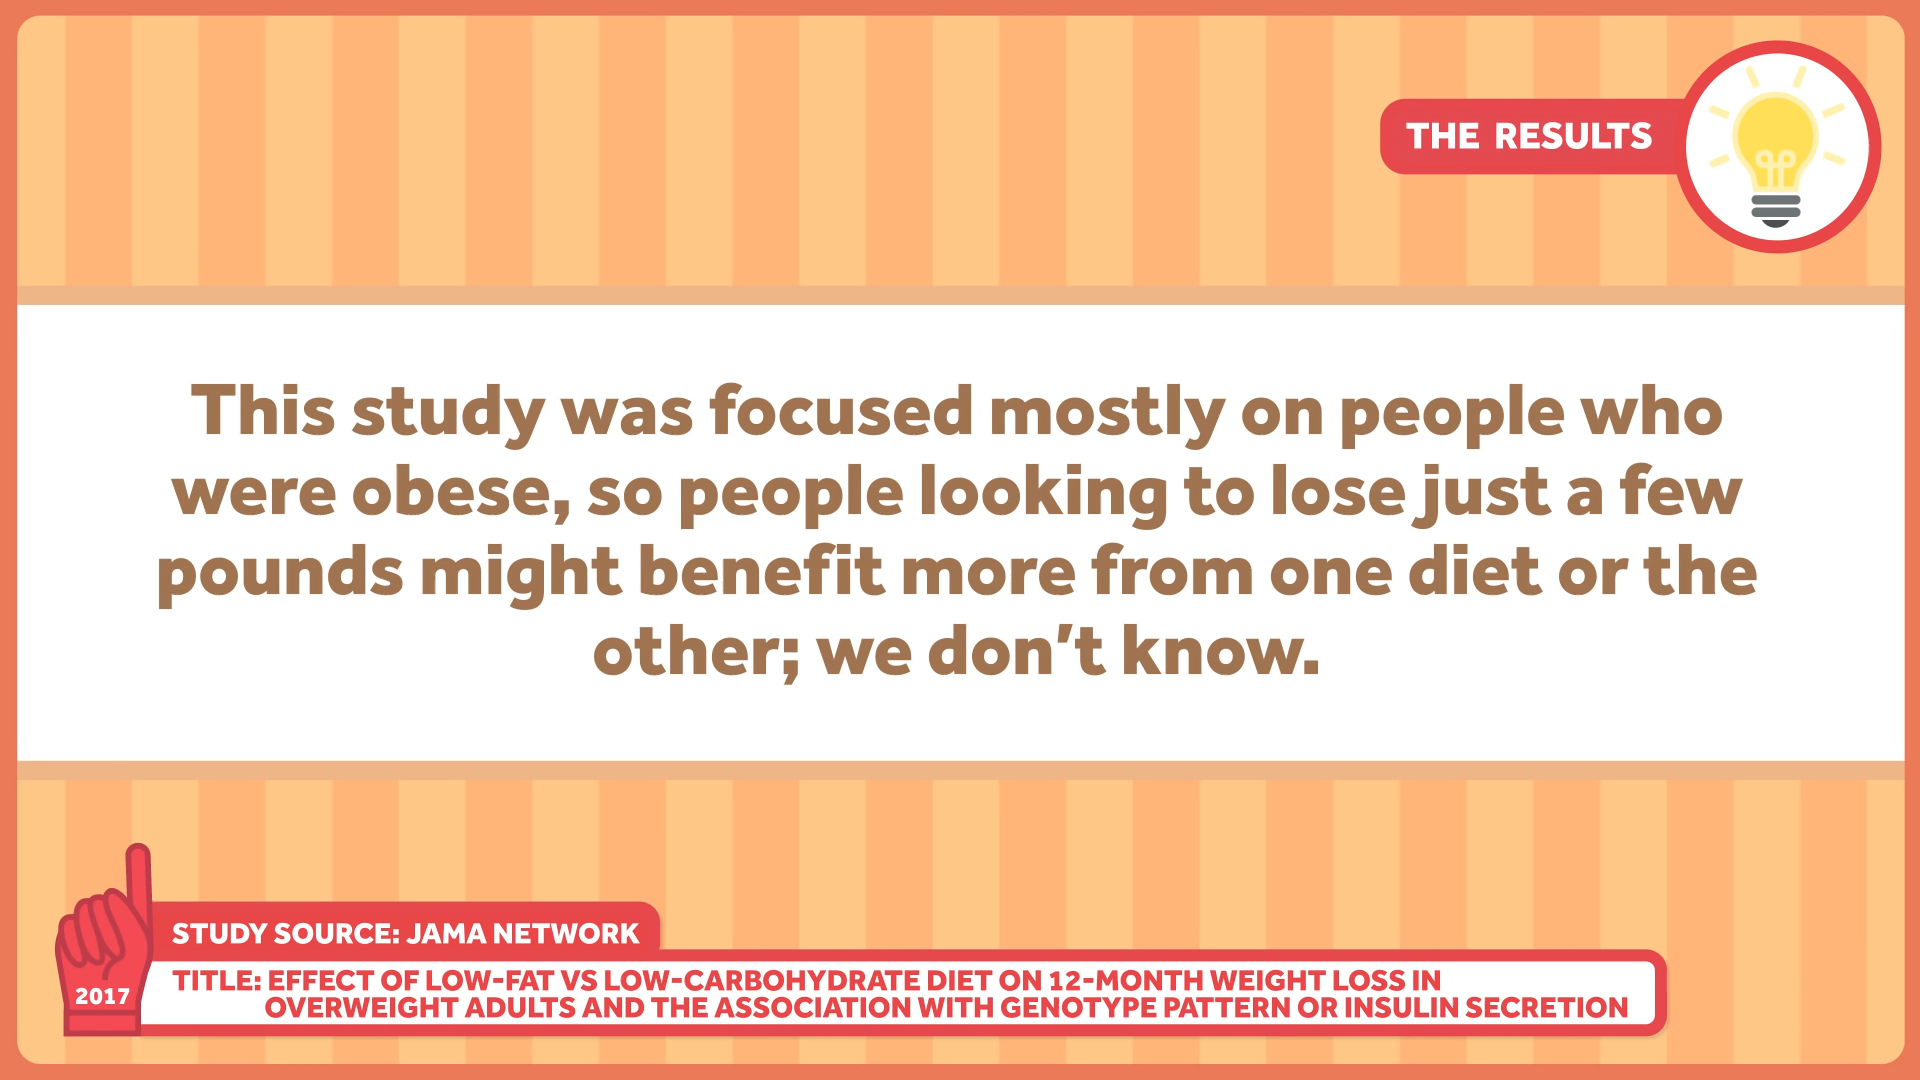 THE RESULTS
This study was focused mostly on people who
were obese, so people looking to lose just a few
pounds might benefit more from one diet or the
other; we don't know.
STUDY SOURCE: JAMA NETWORK
2017
TITLE: EFFECT OF LOW-FAT VS LOW-CARBOHYDRATE DIET ON 12-MONTH WEIGHT LOSS IN
OVERWEIGHT ADULTS AND THE ASSOCIATION WITH GENOTYPE PATTERN OR INSULIN SECRETION